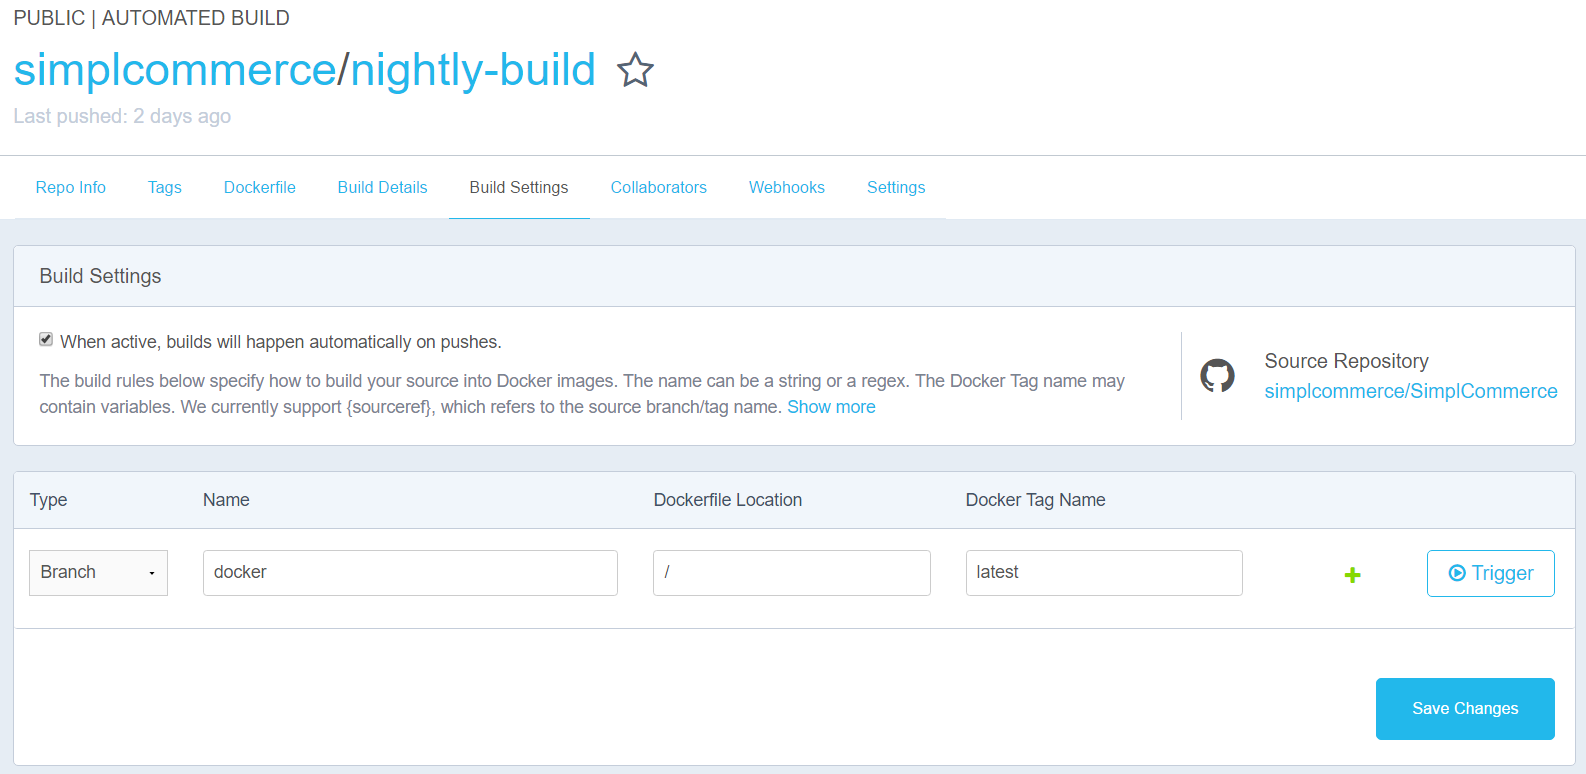 PUBLIC | AUTOMATED BUILD
simplcommerce/nightly-build
Last pushed: 2 days ago
Repo Info Tags Dockerfile Build Details Build Settings Collaborators Webhooks Settings
Build Settings
When active, builds will happen automatically on pushes.
The build rules below specify how to build your source into Docker images. The name can be a string or a regex. The Docker Tag name may
contain variables. We currently support {sourceref}, which refers to the source branch/tag name. Show more
Source Repository
simplcommerce/SimplCommerce
Type Name Dockerfile Location Docker Tag Name
Branch docker / latest Trigger
Save Changes